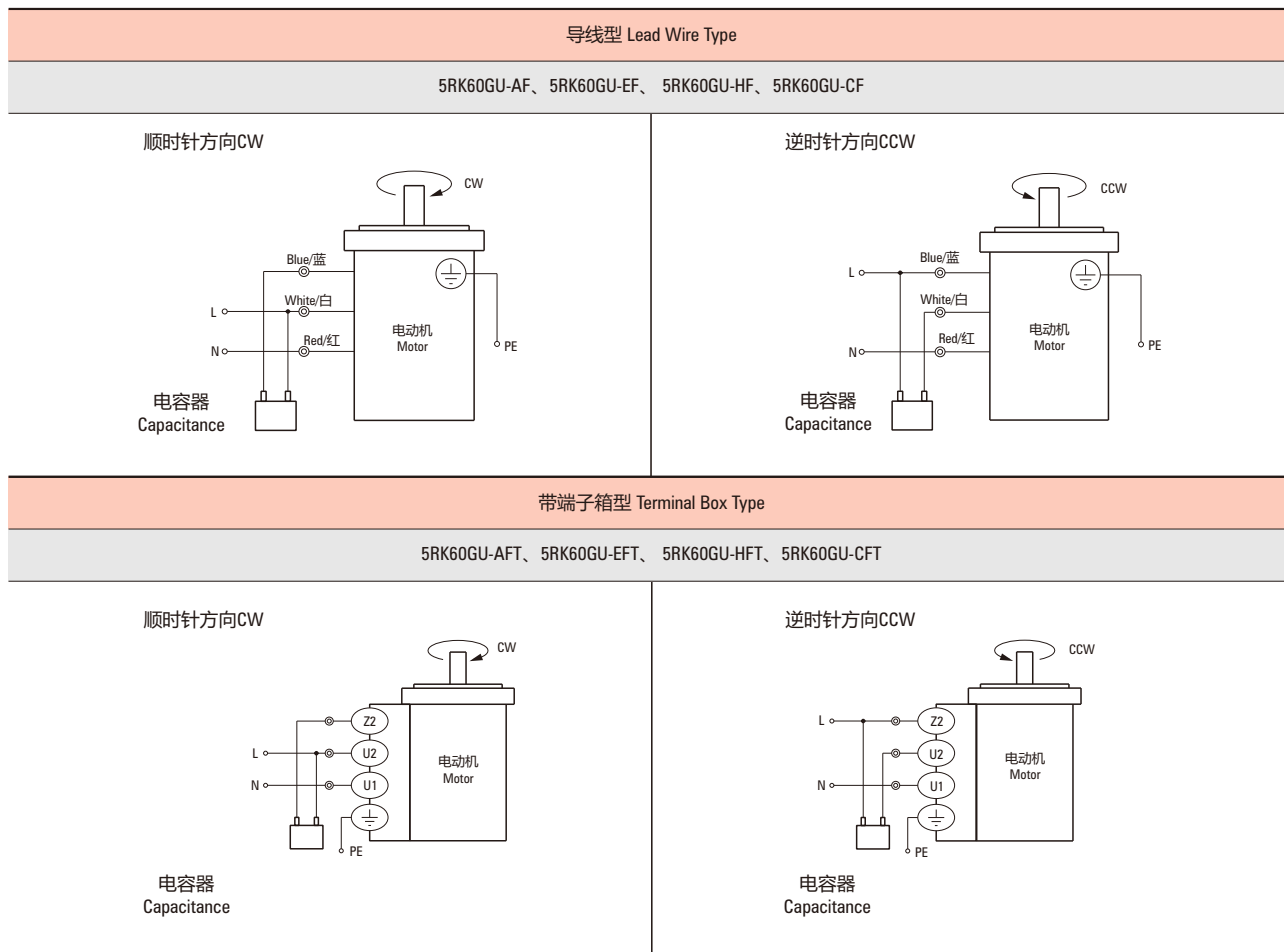 导线型 Lead Wire Type
5RK60GU-AF、5RK60GU-EF、 5RK60GU-HF、5RK60GU-CF
顺时针方向CW
CW
Blue/蓝
White/白
L
Red/红
N
电动机
Motor
PE
电容器
Capacitance
逆时针方向CCW
CCW
Blue/蓝
L
White/白
Red/红
N
电动机
Motor
PE
电容器
Capacitance
带端子箱型 Terminal Box Type
5RK60GU-AFT、5RK60GU-EFT、 5RK60GU-HFT、5RK60GU-CFT
顺时针方向CW
CW
Z2
L
U2
N
U1
电动机
Motor
PE
电容器
Capacitance
逆时针方向CCW
CCW
L
Z2
U2
N
U1
电动机
Motor
PE
电容器
Capacitance